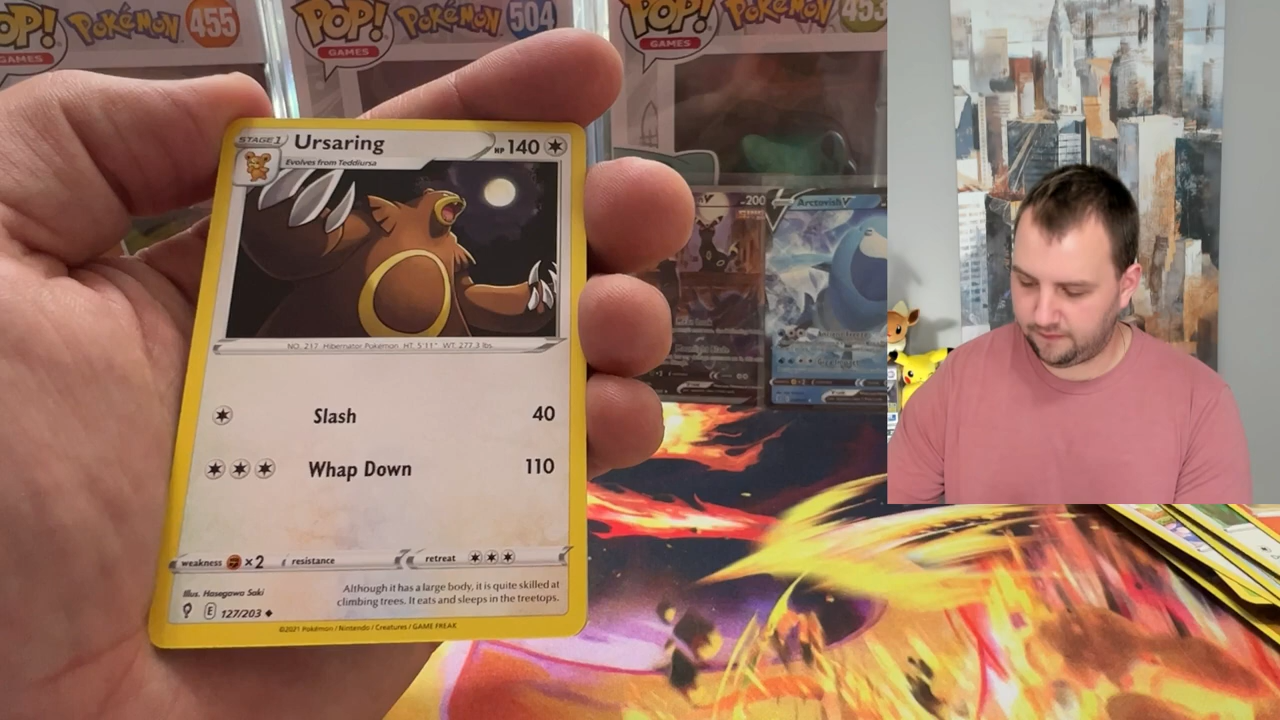 POP!
GAMES
POKéMON
455
POP!
GAMES
POKéMON
504
POP!
GAMES
POKéMON
453
STAGE 1
Ursaring
HP 140
Evolves from Teddiursa
NO. 217 Hibernator Pokémon HT: 5'11" WT: 277.3 lbs.
Slash 40
Whap Down 110
weakness ×2 resistance retreat
Illus. Hasegawa Saki
Although it has a large body, it is quite skilled at
climbing trees. It eats and sleeps in the treetops.
E 127/203
©2021 Pokémon / Nintendo / Creatures / GAME FREAK
V 200
Arctovish V